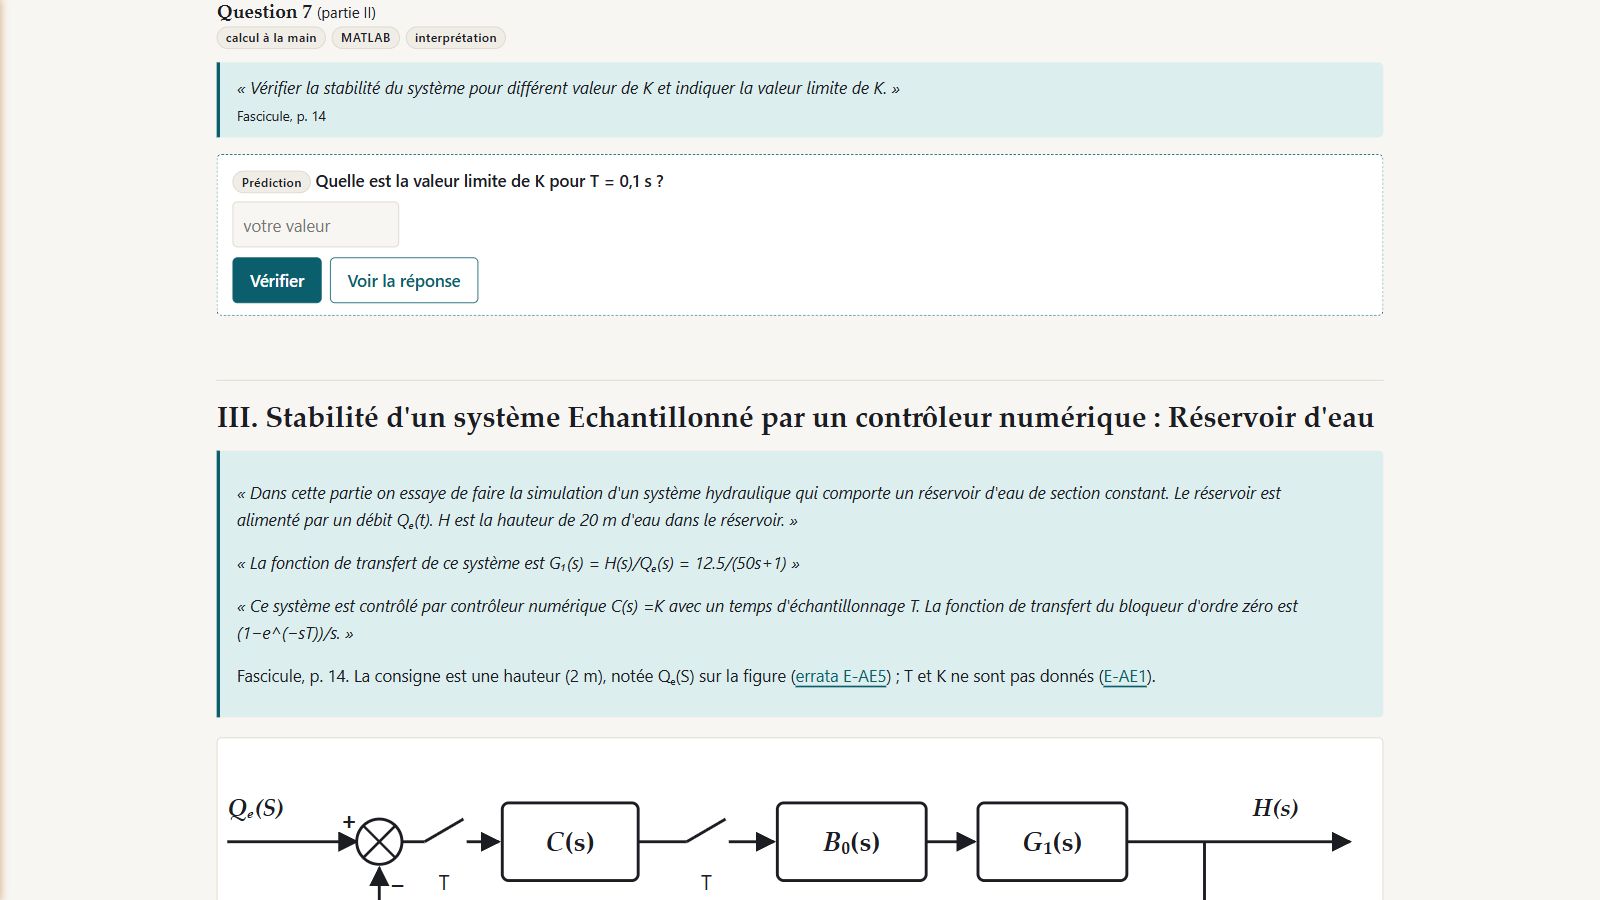 Question 7 (partie II)
calcul à la main MATLAB interprétation
« Vérifier la stabilité du système pour différent valeur de K et indiquer la valeur limite de K. »
Fascicule, p. 14
Prédiction Quelle est la valeur limite de K pour T = 0,1 s ?
votre valeur
Vérifier Voir la réponse
III. Stabilité d'un système Echantillonné par un contrôleur numérique : Réservoir d'eau
« Dans cette partie on essaye de faire la simulation d'un système hydraulique qui comporte un réservoir d'eau de section constant. Le réservoir est
alimenté par un débit Qₑ(t). H est la hauteur de 20 m d'eau dans le réservoir. »
« La fonction de transfert de ce système est G₁(s) = H(s)/Qₑ(s) = 12.5/(50s+1) »
« Ce système est contrôlé par contrôleur numérique C(s) =K avec un temps d'échantillonnage T. La fonction de transfert du bloqueur d'ordre zéro est
(1−e^(−sT))/s. »
Fascicule, p. 14. La consigne est une hauteur (2 m), notée Qₑ(S) sur la figure (errata E-AE5) ; T et K ne sont pas donnés (E-AE1).
Qₑ(S) H(s)
+
C(s) B₀(s) G₁(s)
− T T